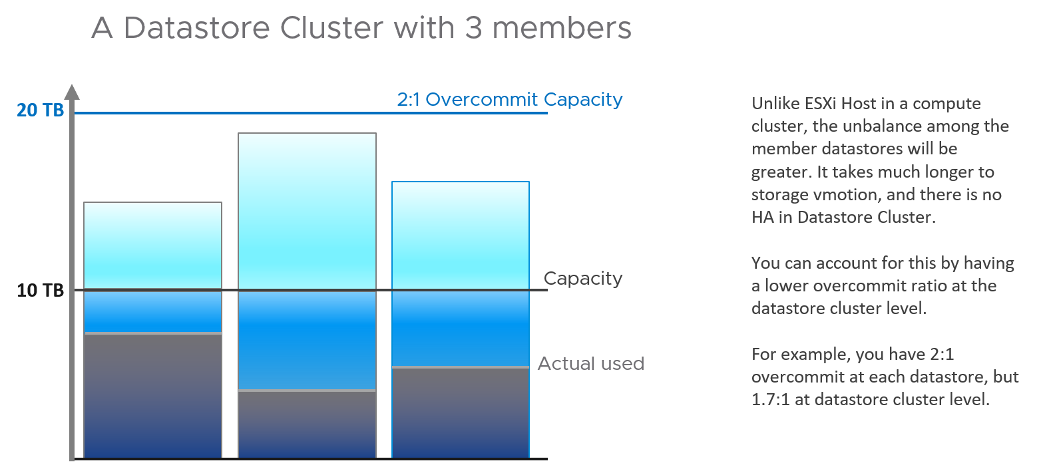 A Datastore Cluster with 3 members
20 TB
2:1 Overcommit Capacity
10 TB
Capacity
Actual used
Unlike ESXi Host in a compute
cluster, the unbalance among the
member datastores will be
greater. It takes much longer to
storage vmotion, and there is no
HA in Datastore Cluster.
You can account for this by having
a lower overcommit ratio at the
datastore cluster level.
For example, you have 2:1
overcommit at each datastore, but
1.7:1 at datastore cluster level.